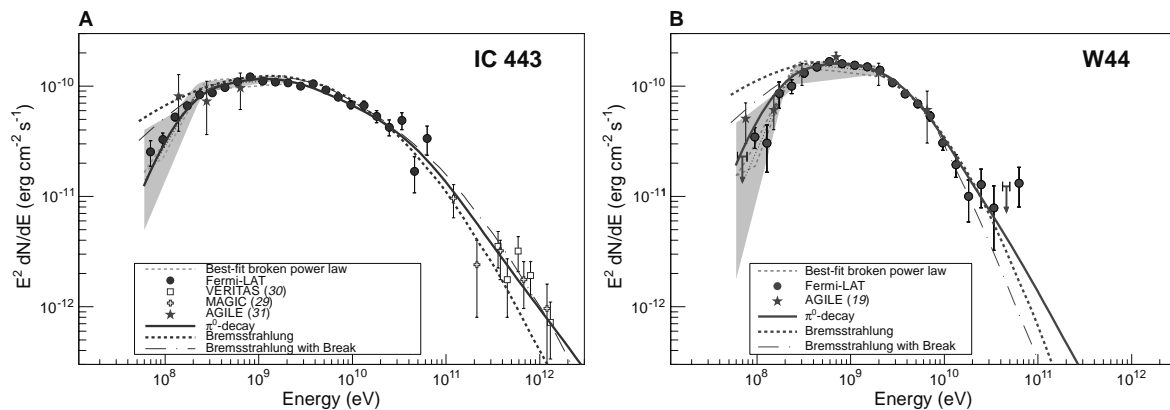 A
IC 443
10⁻¹⁰
10⁻¹¹
10⁻¹²
E² dN/dE (erg cm⁻² s⁻¹)
Best-fit broken power law
Fermi-LAT
VERITAS (30)
MAGIC (29)
AGILE (31)
π⁰-decay
Bremsstrahlung
Bremsstrahlung with Break
10⁸ 10⁹ 10¹⁰ 10¹¹ 10¹²
Energy (eV)
B
W44
10⁻¹⁰
10⁻¹¹
10⁻¹²
E² dN/dE (erg cm⁻² s⁻¹)
Best-fit broken power law
Fermi-LAT
AGILE (19)
π⁰-decay
Bremsstrahlung
Bremsstrahlung with Break
10⁸ 10⁹ 10¹⁰ 10¹¹ 10¹²
Energy (eV)